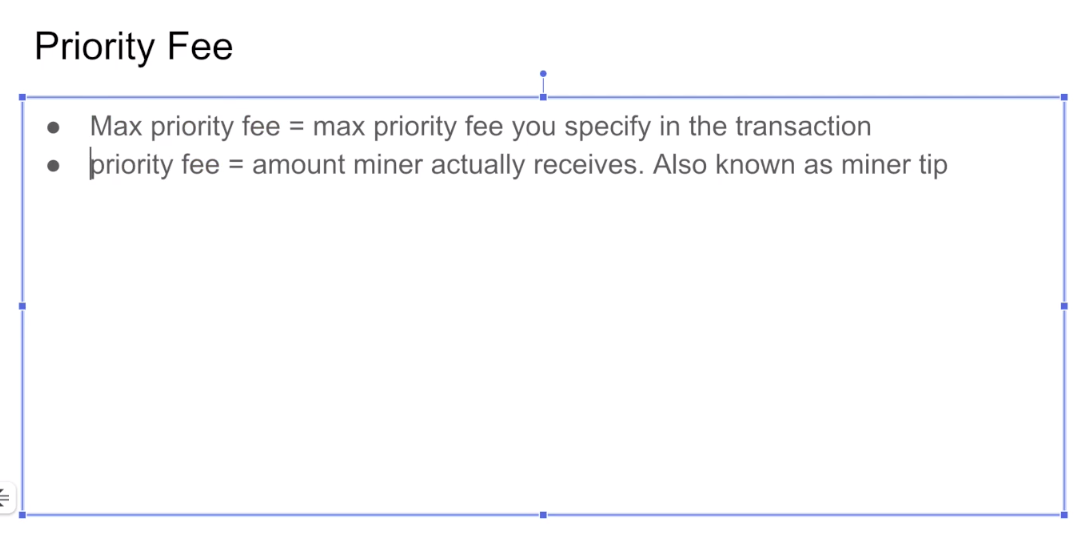 Priority Fee
● Max priority fee = max priority fee you specify in the transaction
● priority fee = amount miner actually receives. Also known as miner tip